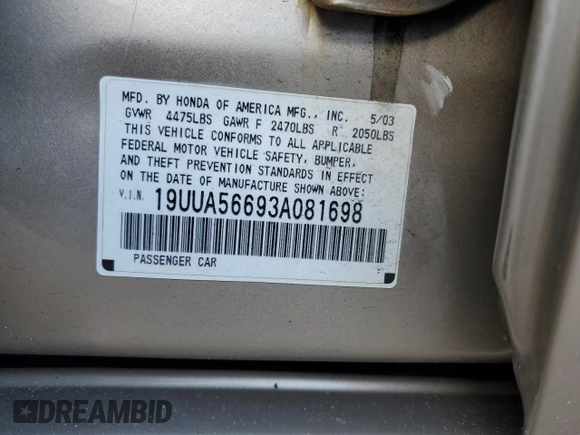 MFD. BY HONDA OF AMERICA MFG., INC. 5/03
GVWR 4475LBS GAWR F 2470LBS R 2050LBS
THIS VEHICLE CONFORMS TO ALL APPLICABLE
FEDERAL MOTOR VEHICLE SAFETY, BUMPER,
AND THEFT PREVENTION STANDARDS IN EFFECT
ON THE DATE OF MANUFACTURE SHOWN ABOVE:
V.I.N. 19UUA56693A081698
PASSENGER CAR
DREAMBID